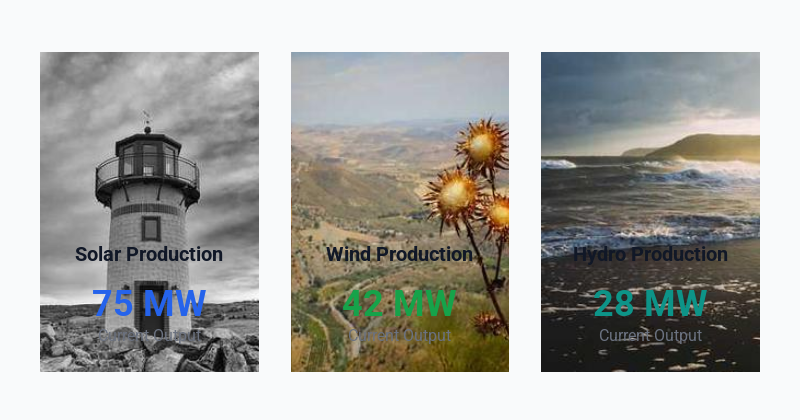 Solar Production
75 MW
Current Output
Wind Production
42 MW
Current Output
Hydro Production
28 MW
Current Output